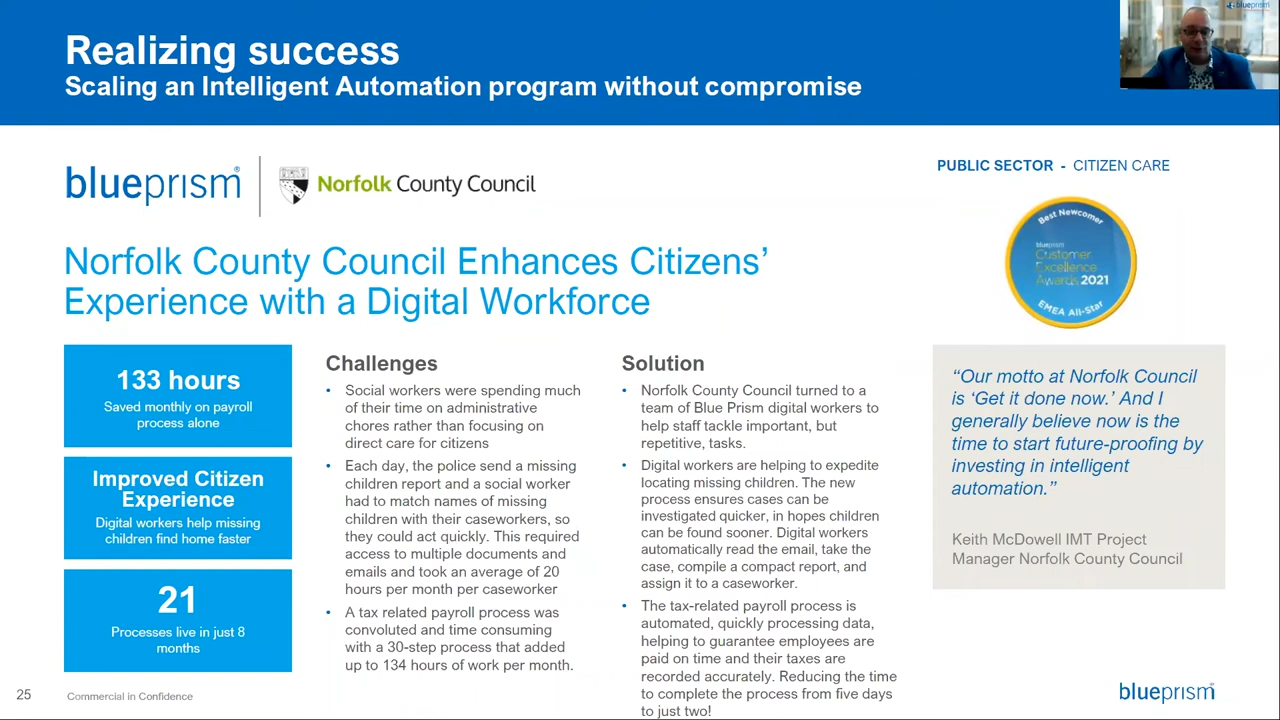 Realizing success
Scaling an Intelligent Automation program without compromise
blueprism
blueprism®
Norfolk County Council
PUBLIC SECTOR - CITIZEN CARE
Best Newcomer
blueprism
Customer
Excellence
Awards 2021
EMEA All-Star
Norfolk County Council Enhances Citizens’
Experience with a Digital Workforce
133 hours
Saved monthly on payroll
process alone
Improved Citizen
Experience
Digital workers help missing
children find home faster
21
Processes live in just 8
months
Challenges
• Social workers were spending much
of their time on administrative
chores rather than focusing on
direct care for citizens
• Each day, the police send a missing
children report and a social worker
had to match names of missing
children with their caseworkers, so
they could act quickly. This required
access to multiple documents and
emails and took an average of 20
hours per month per caseworker
• A tax related payroll process was
convoluted and time consuming
with a 30-step process that added
up to 134 hours of work per month.
Solution
• Norfolk County Council turned to a
team of Blue Prism digital workers to
help staff tackle important, but
repetitive, tasks.
• Digital workers are helping to expedite
locating missing children. The new
process ensures cases can be
investigated quicker, in hopes children
can be found sooner. Digital workers
automatically read the email, take the
case, compile a compact report, and
assign it to a caseworker.
• The tax-related payroll process is
automated, quickly processing data,
helping to guarantee employees are
paid on time and their taxes are
recorded accurately. Reducing the time
to complete the process from five days
to just two!
“Our motto at Norfolk Council
is ‘Get it done now.’ And I
generally believe now is the
time to start future-proofing by
investing in intelligent
automation.”
Keith McDowell IMT Project
Manager Norfolk County Council
25
Commercial in Confidence
blueprism®